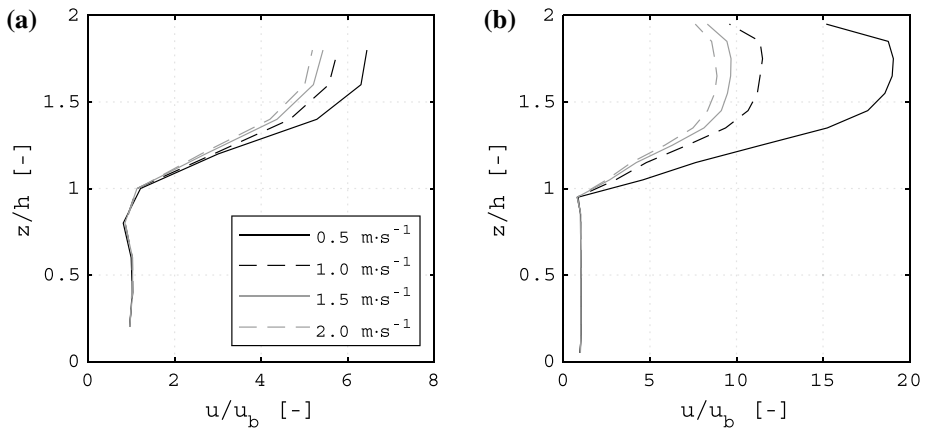 (a)
2
1.5
1
0.5
0
z/h [-]
0 2 4 6 8
u/u_b [-]
0.5 m·s⁻¹
1.0 m·s⁻¹
1.5 m·s⁻¹
2.0 m·s⁻¹
(b)
2
1.5
1
0.5
0
z/h [-]
0 5 10 15 20
u/u_b [-]